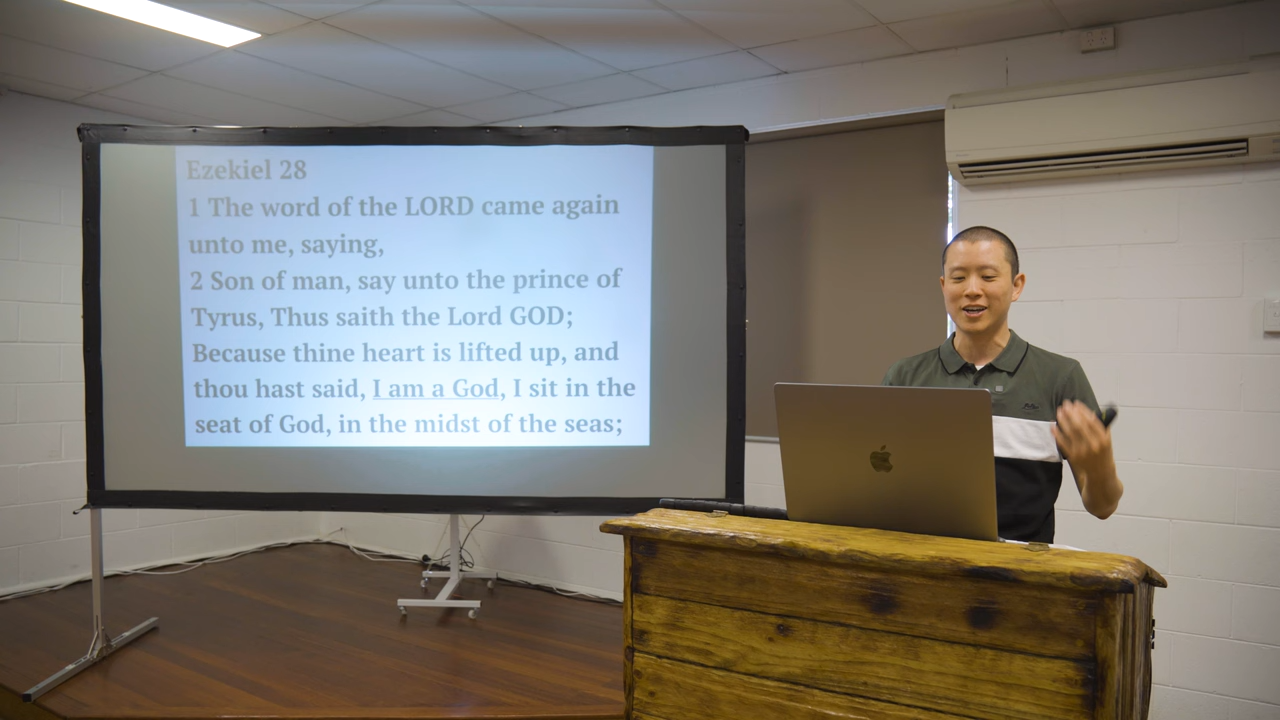 Ezekiel 28
1 The word of the LORD came again
unto me, saying,
2 Son of man, say unto the prince of
Tyrus, Thus saith the Lord GOD;
Because thine heart is lifted up, and
thou hast said, I am a God, I sit in the
seat of God, in the midst of the seas;